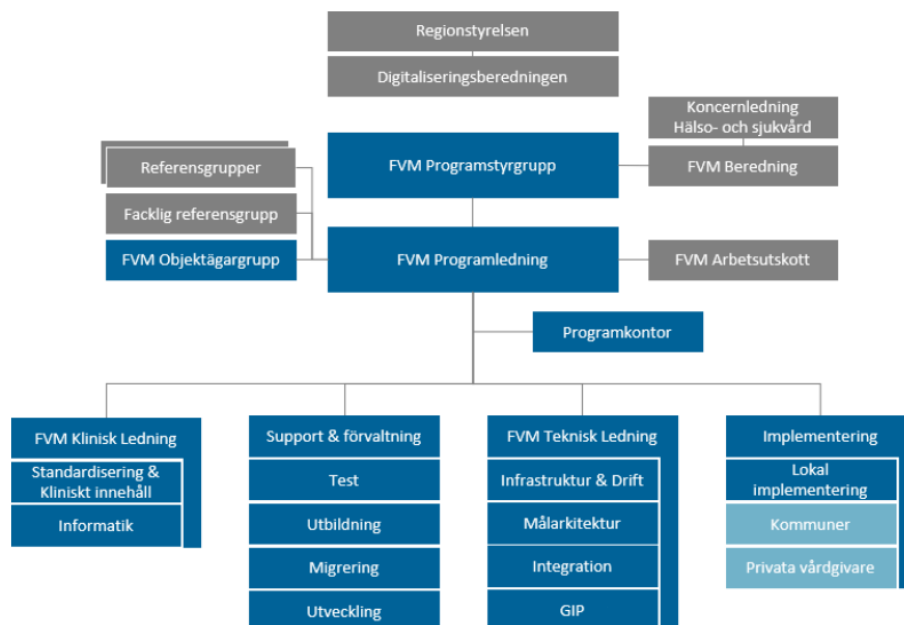 Regionstyrelsen
Digitaliseringsberedningen
Koncernledning
Hälso- och sjukvård
Referensgrupper
FVM Programstyrgrupp
FVM Beredning
Facklig referensgrupp
FVM Objektägargrupp
FVM Programledning
FVM Arbetsutskott
Programkontor
FVM Klinisk Ledning
Standardisering &
Kliniskt innehåll
Informatik
Support & förvaltning
Test
Utbildning
Migrering
Utveckling
FVM Teknisk Ledning
Infrastruktur & Drift
Målarkitektur
Integration
GIP
Implementering
Lokal
implementering
Kommuner
Privata vårdgivare